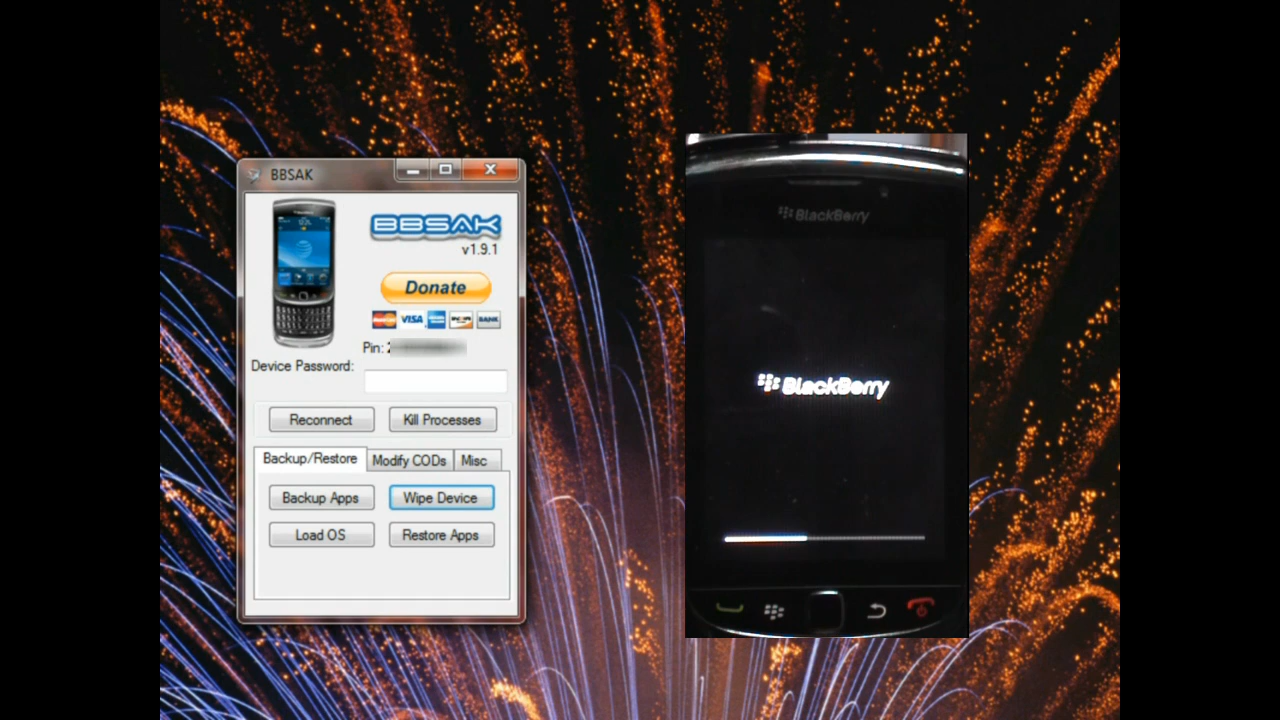 BBSAK
BBSAK
v1.9.1
Donate
VISA
BANK
Pin: 2
Device Password:
Reconnect
Kill Processes
Backup/Restore
Modify CODs
Misc
Backup Apps
Wipe Device
Load OS
Restore Apps
BlackBerry
BlackBerry